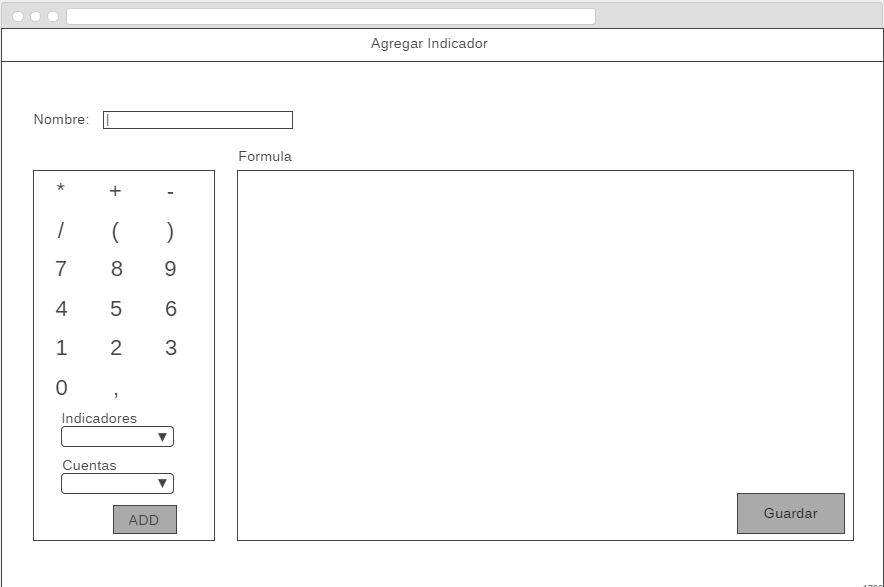 Agregar Indicador
Nombre:
Formula
* + -
/ ( )
7 8 9
4 5 6
1 2 3
0 ,
Indicadores
Cuentas
ADD
Guardar